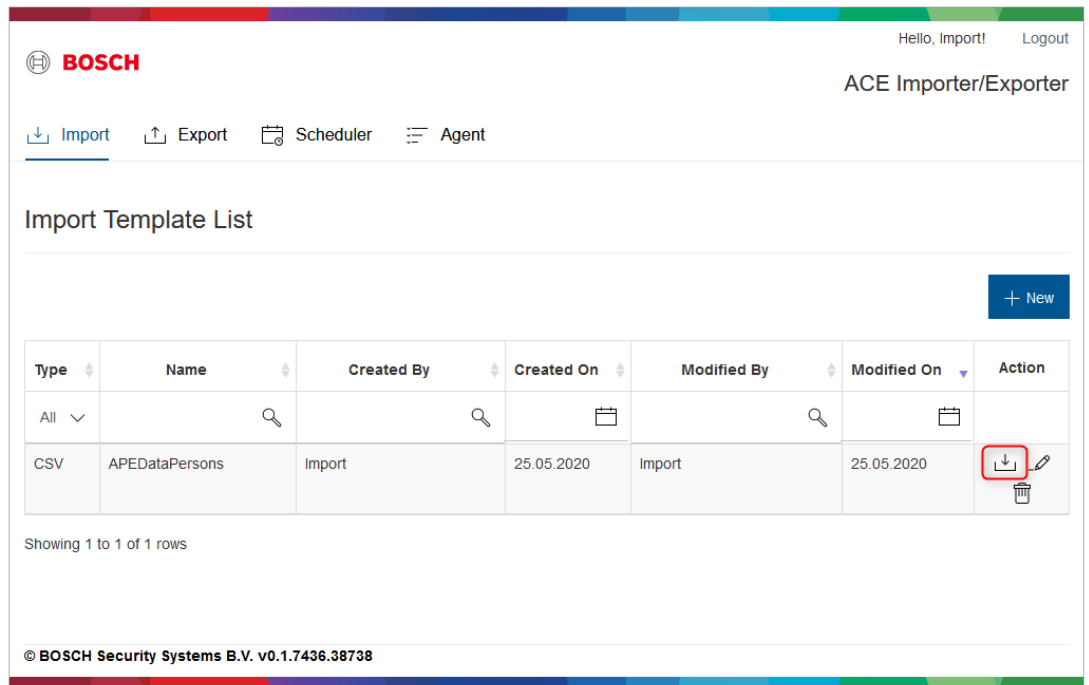 Hello, Import! Logout
BOSCH
ACE Importer/Exporter
Import Export Scheduler Agent
Import Template List
+ New
Type Name Created By Created On Modified By Modified On Action
All
CSV APEDataPersons Import 25.05.2020 Import 25.05.2020
Showing 1 to 1 of 1 rows
© BOSCH Security Systems B.V. v0.1.7436.38738